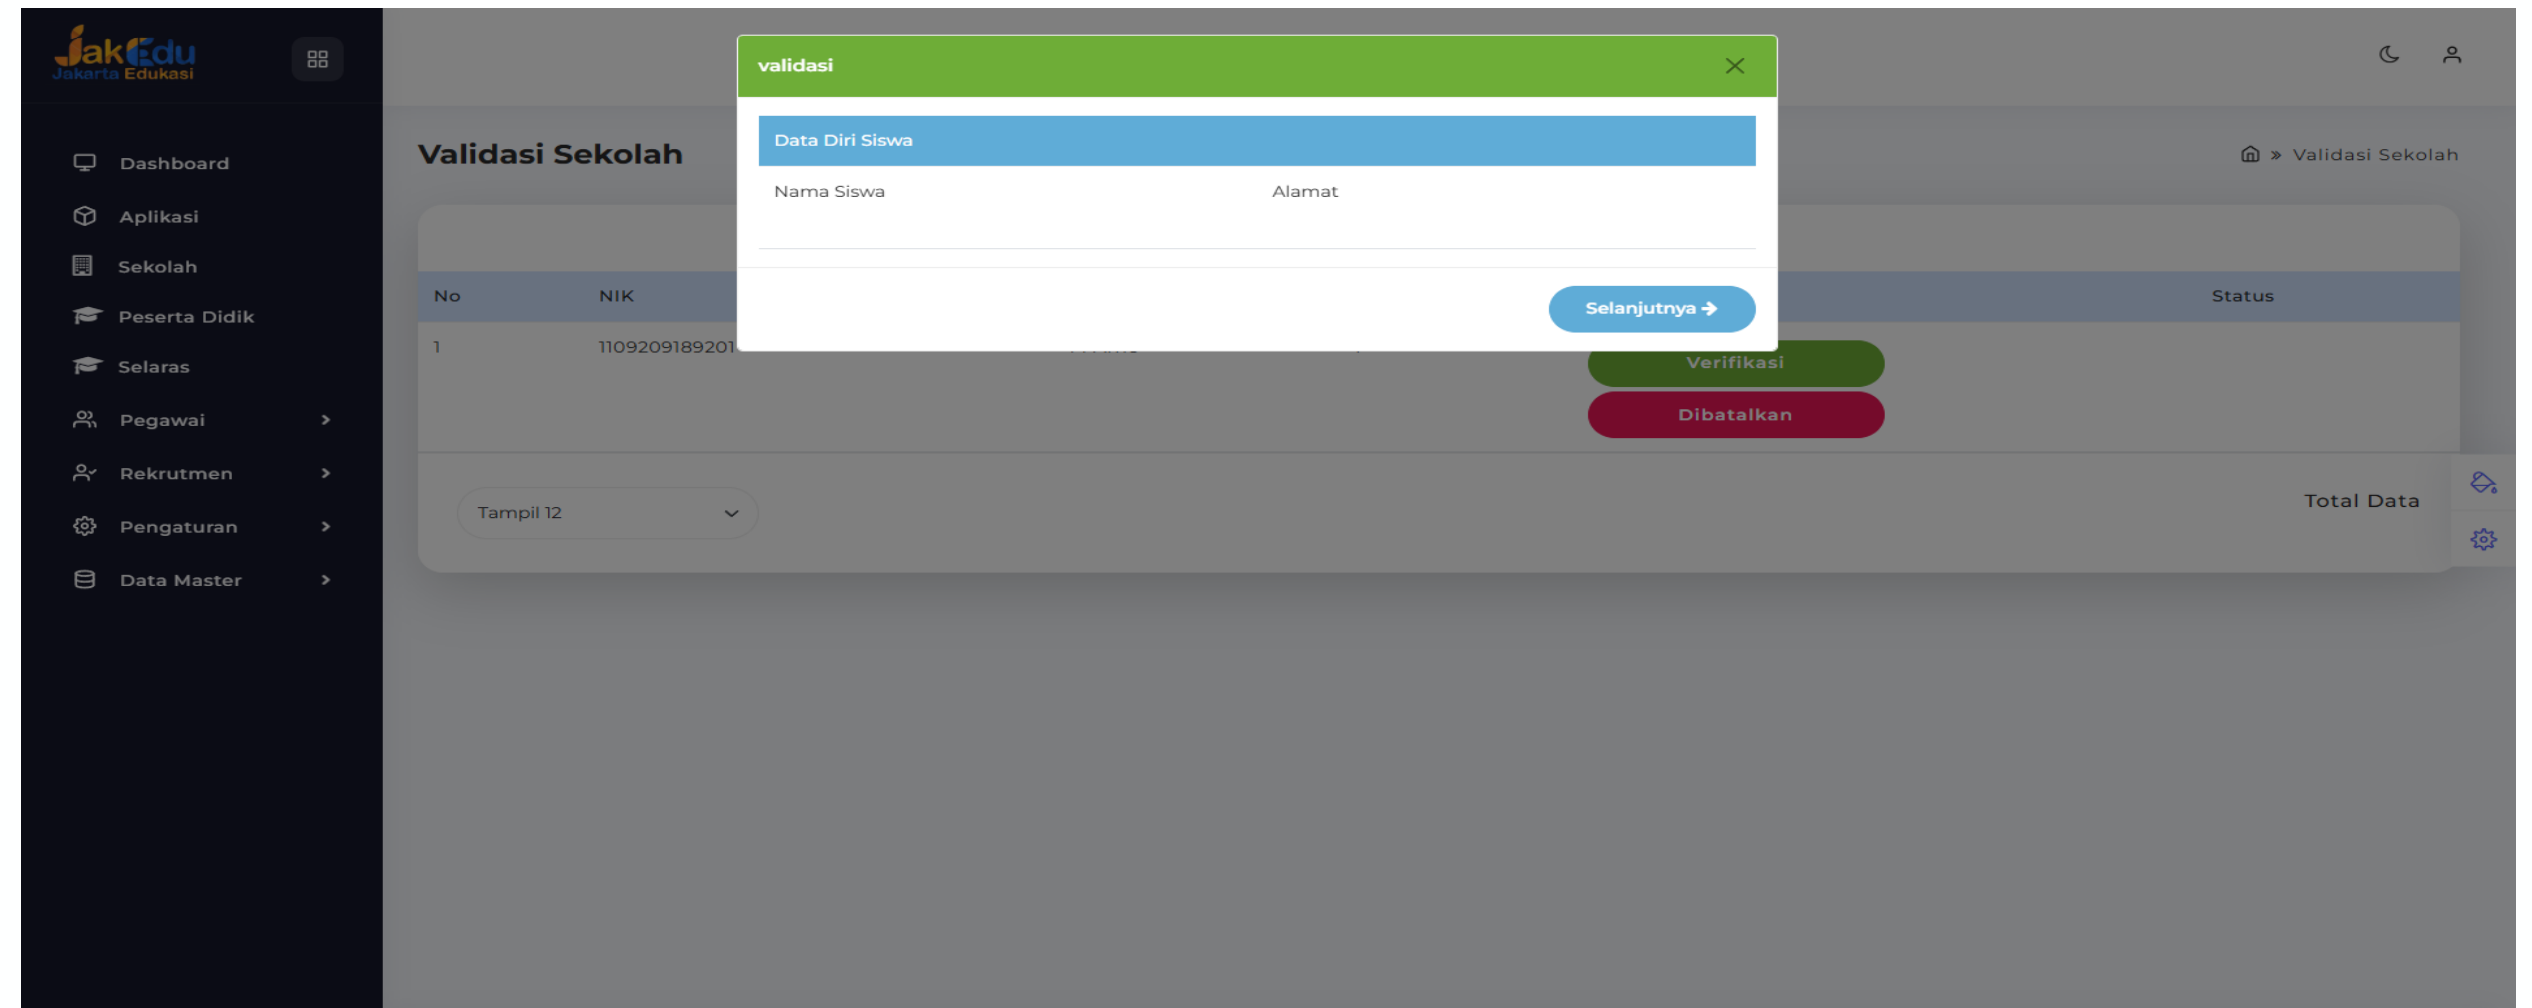 JakEdu
Jakarta Edukasi
Dashboard
Aplikasi
Sekolah
Peserta Didik
Selaras
Pegawai
Rekrutmen
Pengaturan
Data Master
Validasi Sekolah
» Validasi Sekolah
validasi
Data Diri Siswa
Nama Siswa Alamat
Selanjutnya
No NIK Status
1 1109209189201
Verifikasi
Dibatalkan
Tampil 12
Total Data